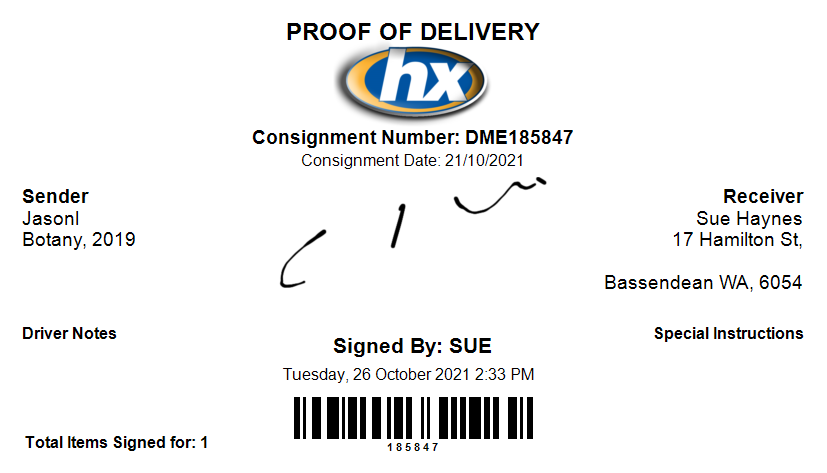 PROOF OF DELIVERY
hx
Consignment Number: DME185847
Consignment Date: 21/10/2021
Sender
JasonI
Botany, 2019
Receiver
Sue Haynes
17 Hamilton St,
Bassendean WA, 6054
Driver Notes
Special Instructions
Signed By: SUE
Tuesday, 26 October 2021 2:33 PM
185847
Total Items Signed for: 1